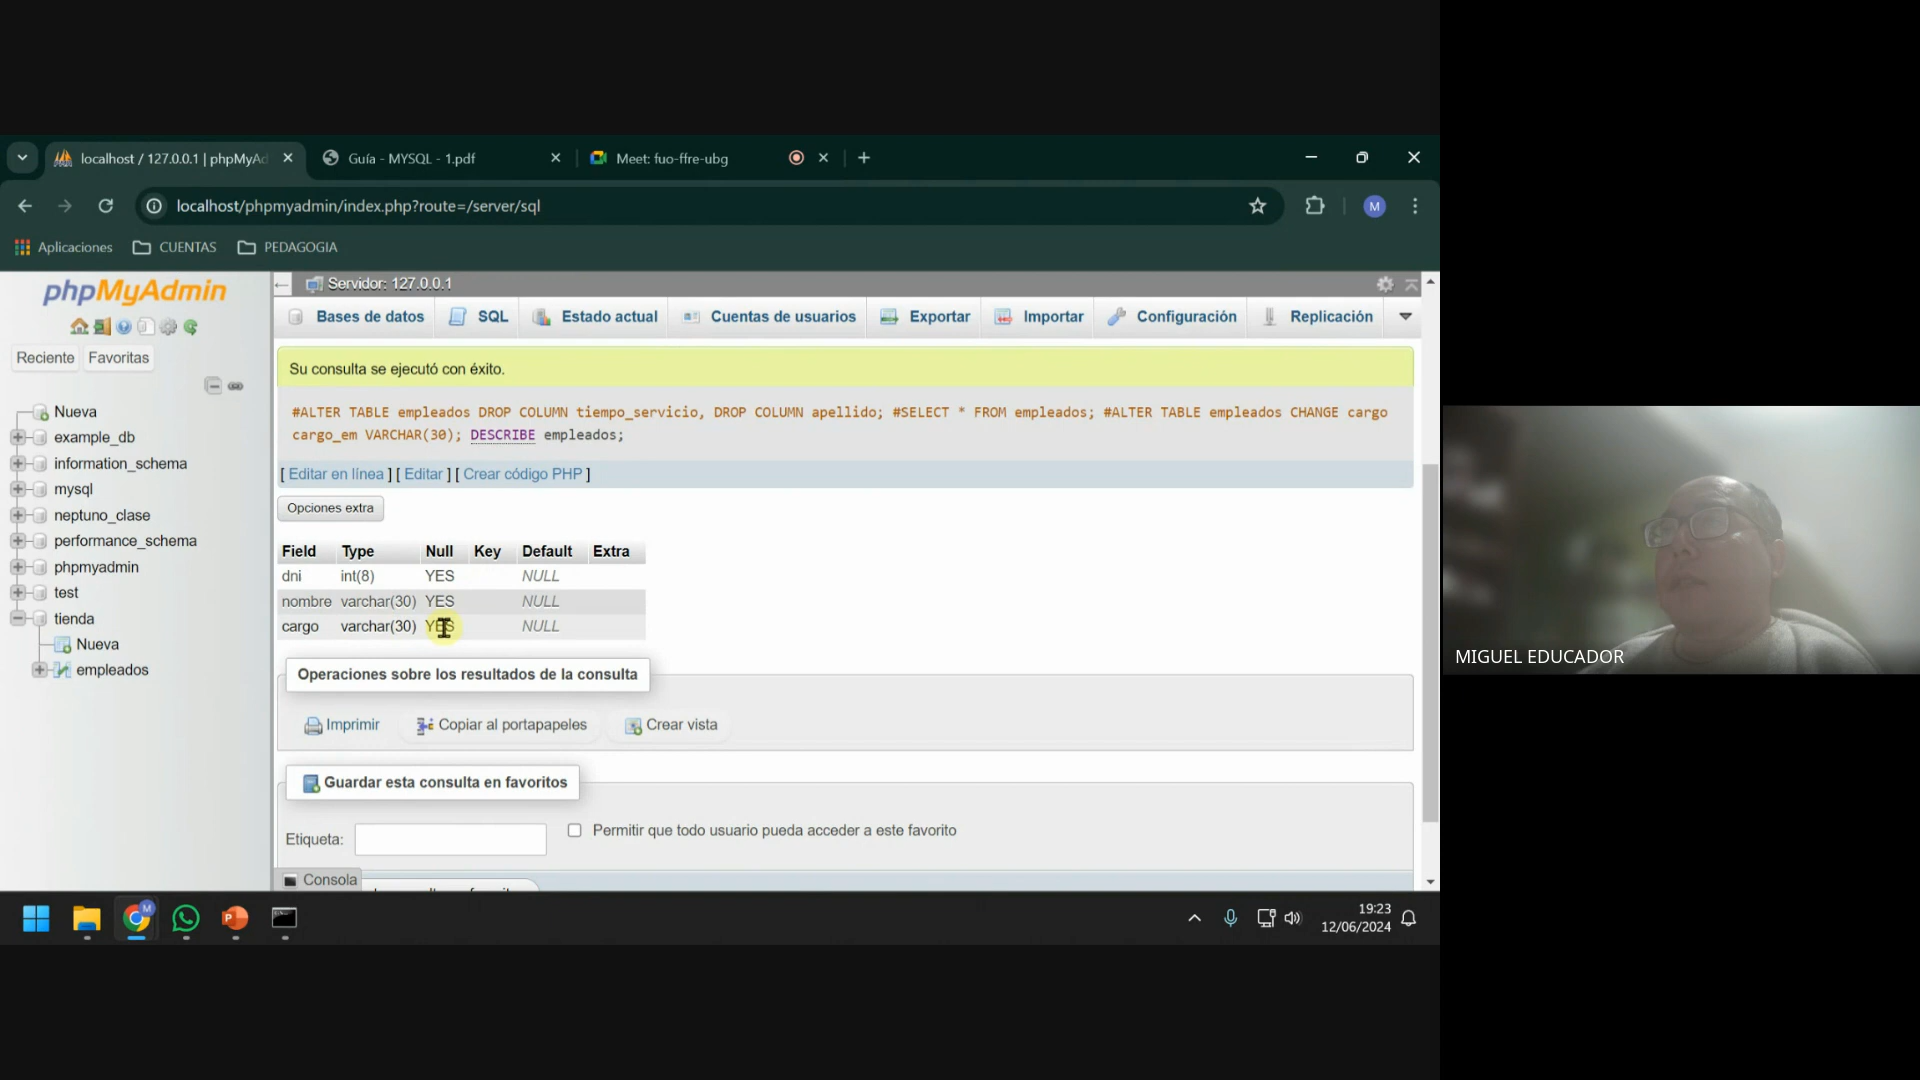 localhost / 127.0.0.1 | phpMyAd
Guía - MYSQL - 1.pdf
Meet: fuo-ffre-ubg
localhost/phpmyadmin/index.php?route=/server/sql
M
Aplicaciones
CUENTAS
PEDAGOGIA
phpMyAdmin
Reciente
Favoritas
Nueva
example_db
information_schema
mysql
neptuno_clase
performance_schema
phpmyadmin
test
tienda
Nueva
empleados
Servidor: 127.0.0.1
Bases de datos
SQL
Estado actual
Cuentas de usuarios
Exportar
Importar
Configuración
Replicación
Su consulta se ejecutó con éxito.
#ALTER TABLE empleados DROP COLUMN tiempo_servicio, DROP COLUMN apellido; #SELECT * FROM empleados; #ALTER TABLE empleados CHANGE cargo
cargo_em VARCHAR(30); DESCRIBE empleados;
[ Editar en línea ] [ Editar ] [ Crear código PHP ]
Opciones extra
Field Type Null Key Default Extra
dni int(8) YES NULL
nombre varchar(30) YES NULL
cargo varchar(30) YES NULL
Operaciones sobre los resultados de la consulta
Imprimir
Copiar al portapapeles
Crear vista
Guardar esta consulta en favoritos
Etiqueta:
Permitir que todo usuario pueda acceder a este favorito
Consola
19:23
12/06/2024
MIGUEL EDUCADOR